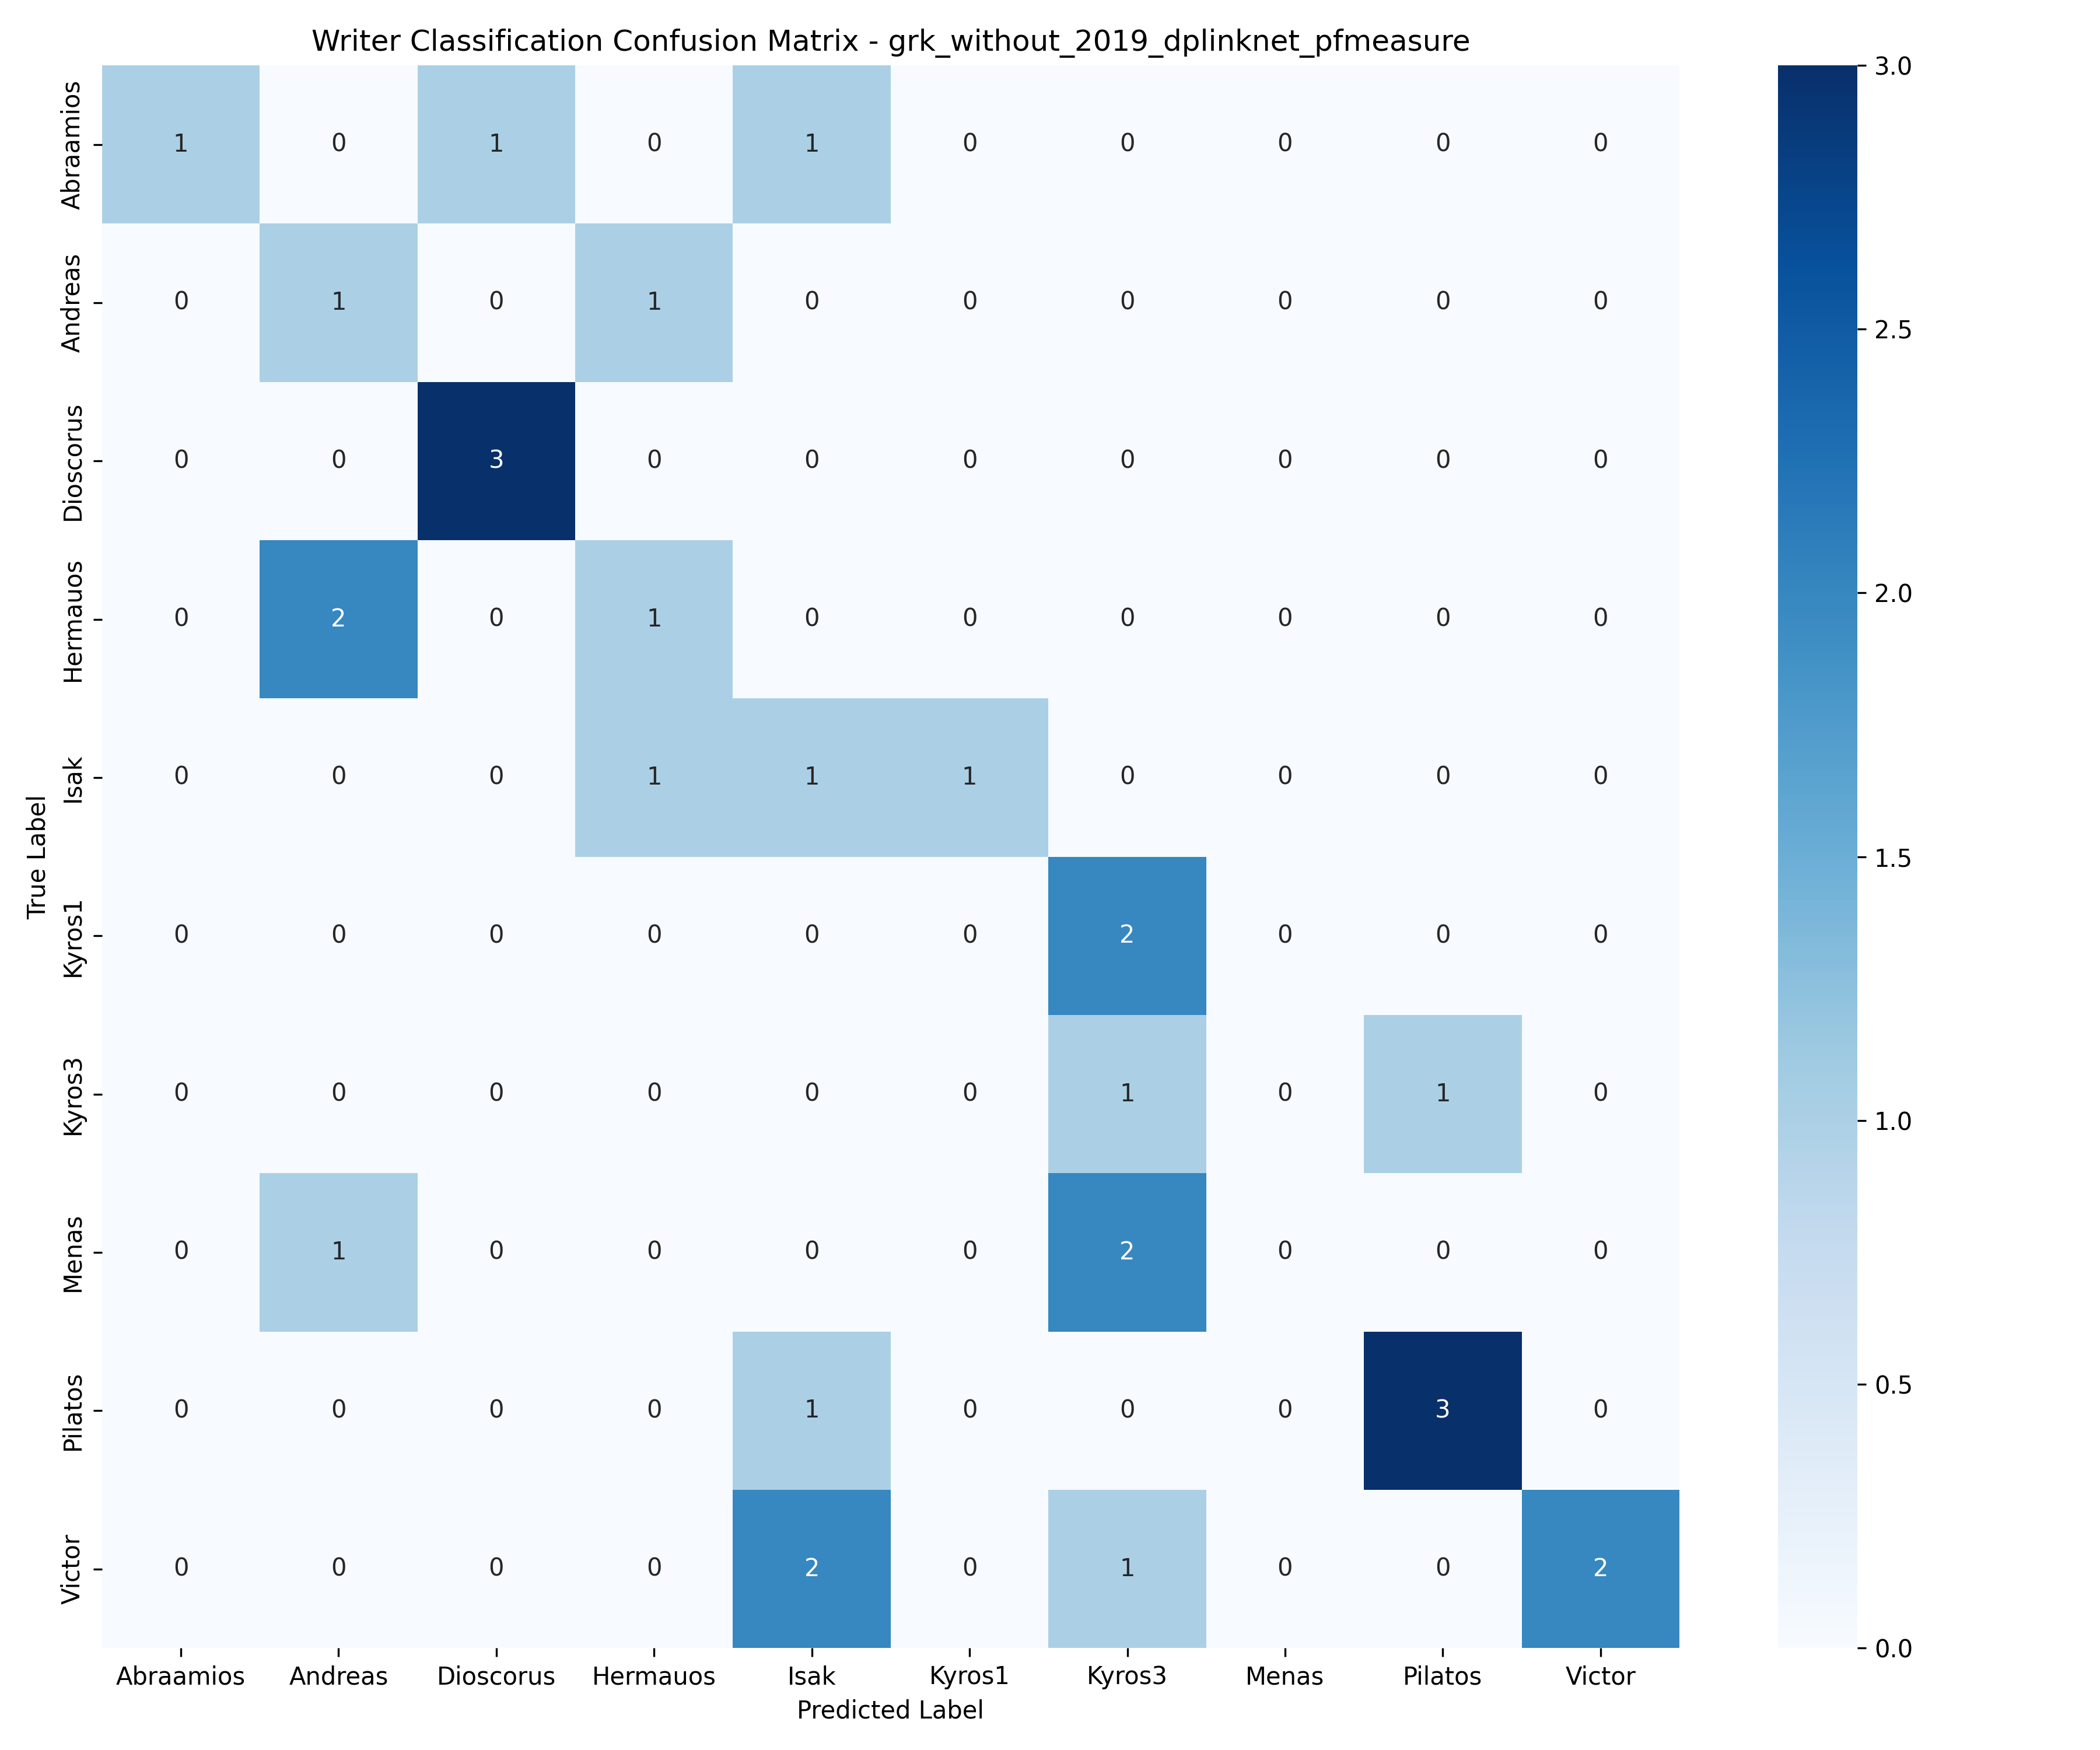 Writer Classification Confusion Matrix - grk_without_2019_dplinknet_pfmeasure
True Label
Abraamios 1 0 1 0 1 0 0 0 0 0
Andreas 0 1 0 1 0 0 0 0 0 0
Dioscorus 0 0 3 0 0 0 0 0 0 0
Hermauos 0 2 0 1 0 0 0 0 0 0
Isak 0 0 0 1 1 1 0 0 0 0
Kyros1 0 0 0 0 0 0 2 0 0 0
Kyros3 0 0 0 0 0 0 1 0 1 0
Menas 0 1 0 0 0 0 2 0 0 0
Pilatos 0 0 0 0 1 0 0 0 3 0
Victor 0 0 0 0 2 0 1 0 0 2
Abraamios Andreas Dioscorus Hermauos Isak Kyros1 Kyros3 Menas Pilatos Victor
Predicted Label
3.0
2.5
2.0
1.5
1.0
0.5
0.0